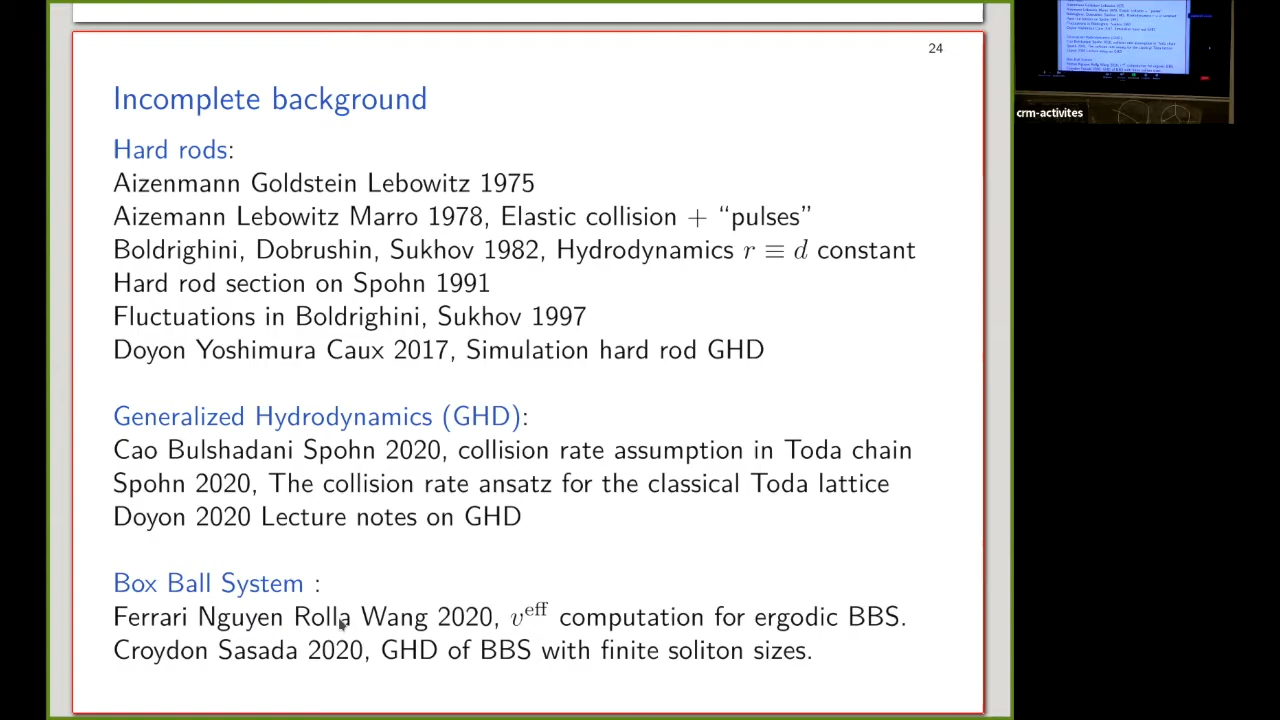 24
Incomplete background
Hard rods:
Aizenmann Goldstein Lebowitz 1975
Aizemann Lebowitz Marro 1978, Elastic collision + “pulses”
Boldrighini, Dobrushin, Sukhov 1982, Hydrodynamics r ≡ d constant
Hard rod section on Spohn 1991
Fluctuations in Boldrighini, Sukhov 1997
Doyon Yoshimura Caux 2017, Simulation hard rod GHD
Generalized Hydrodynamics (GHD):
Cao Bulshadani Spohn 2020, collision rate assumption in Toda chain
Spohn 2020, The collision rate ansatz for the classical Toda lattice
Doyon 2020 Lecture notes on GHD
Box Ball System :
Ferrari Nguyen Rolla Wang 2020, v^eff computation for ergodic BBS.
Croydon Sasada 2020, GHD of BBS with finite soliton sizes.
crm-activites